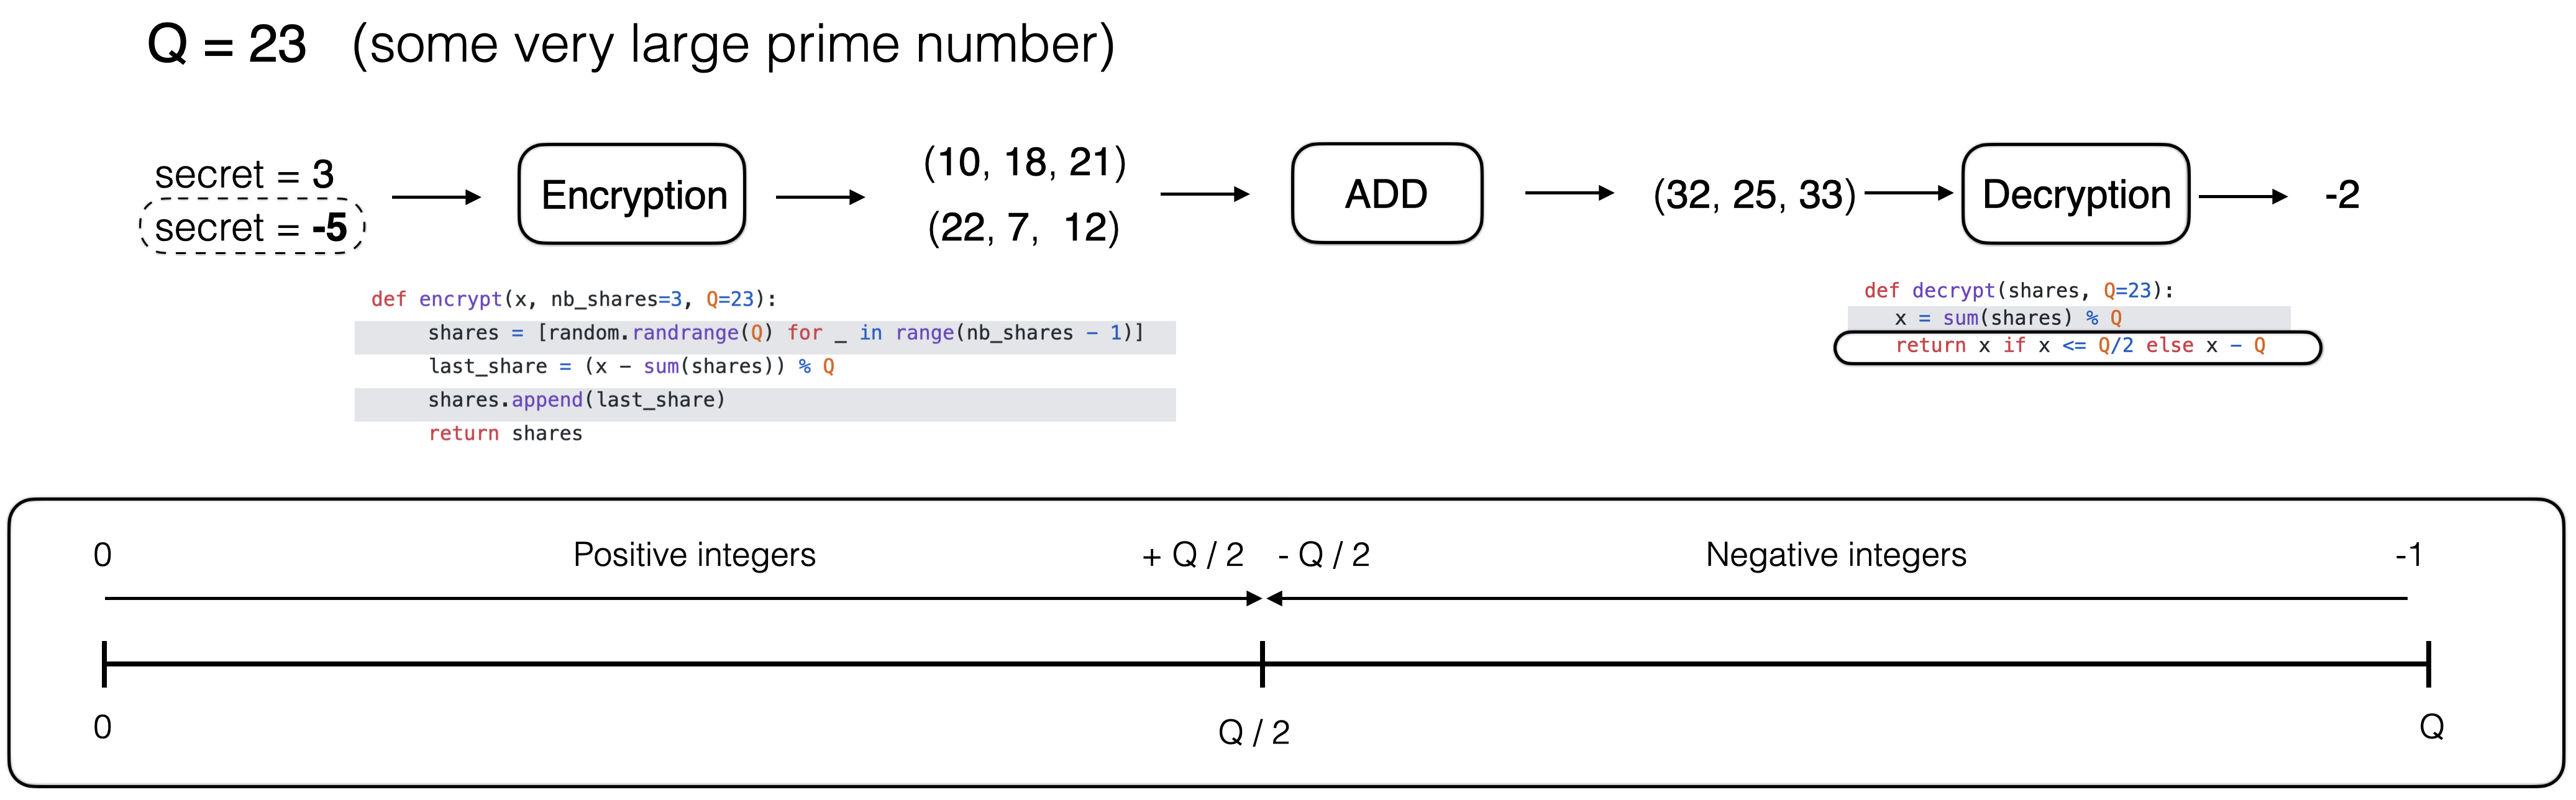 Q = 23 (some very large prime number)
secret = 3
secret = -5
Encryption
(10, 18, 21)
(22, 7, 12)
ADD
(32, 25, 33)
Decryption
-2
def encrypt(x, nb_shares=3, Q=23):
shares = [random.randrange(Q) for _ in range(nb_shares - 1)]
last_share = (x - sum(shares)) % Q
shares.append(last_share)
return shares
def decrypt(shares, Q=23):
x = sum(shares) % Q
return x if x <= Q/2 else x - Q
0 Positive integers + Q / 2 - Q / 2 Negative integers -1
0 Q / 2 Q